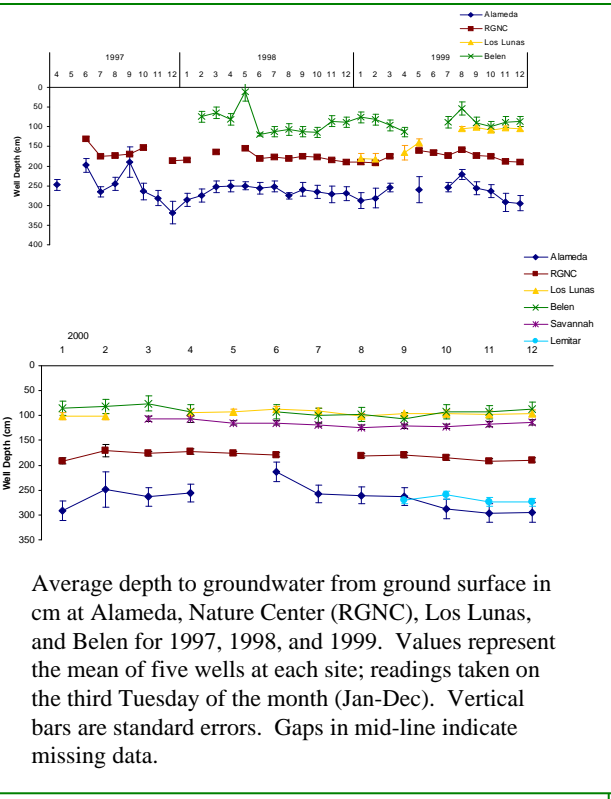 Alameda
RGNC
Los Lunas
Belen
1997 1998 1999
4 5 6 7 8 9 10 11 12 1 2 3 4 5 6 7 8 9 10 11 12 1 2 3 4 5 6 7 8 9 10 11 12
Well Depth (cm)
0
50
100
150
200
250
300
350
400
Alameda
RGNC
Los Lunas
Belen
Savannah
Lemitar
2000
1 2 3 4 5 6 7 8 9 10 11 12
Well Depth (cm)
0
50
100
150
200
250
300
350
Average depth to groundwater from ground surface in
cm at Alameda, Nature Center (RGNC), Los Lunas,
and Belen for 1997, 1998, and 1999. Values represent
the mean of five wells at each site; readings taken on
the third Tuesday of the month (Jan-Dec). Vertical
bars are standard errors. Gaps in mid-line indicate
missing data.